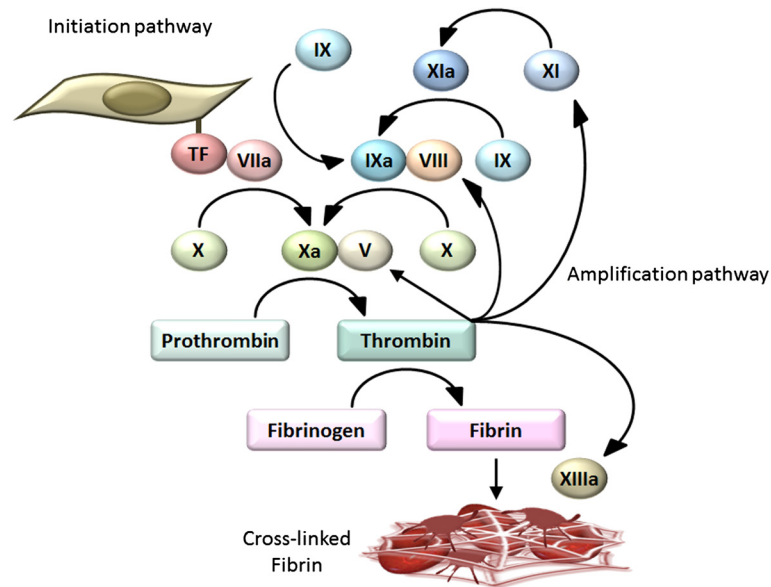 Initiation pathway
IX
XIa
XI
TF
VIIa
IXa
VIII
IX
X
Xa
V
X
Amplification pathway
Prothrombin
Thrombin
Fibrinogen
Fibrin
XIIIa
Cross-linked
Fibrin